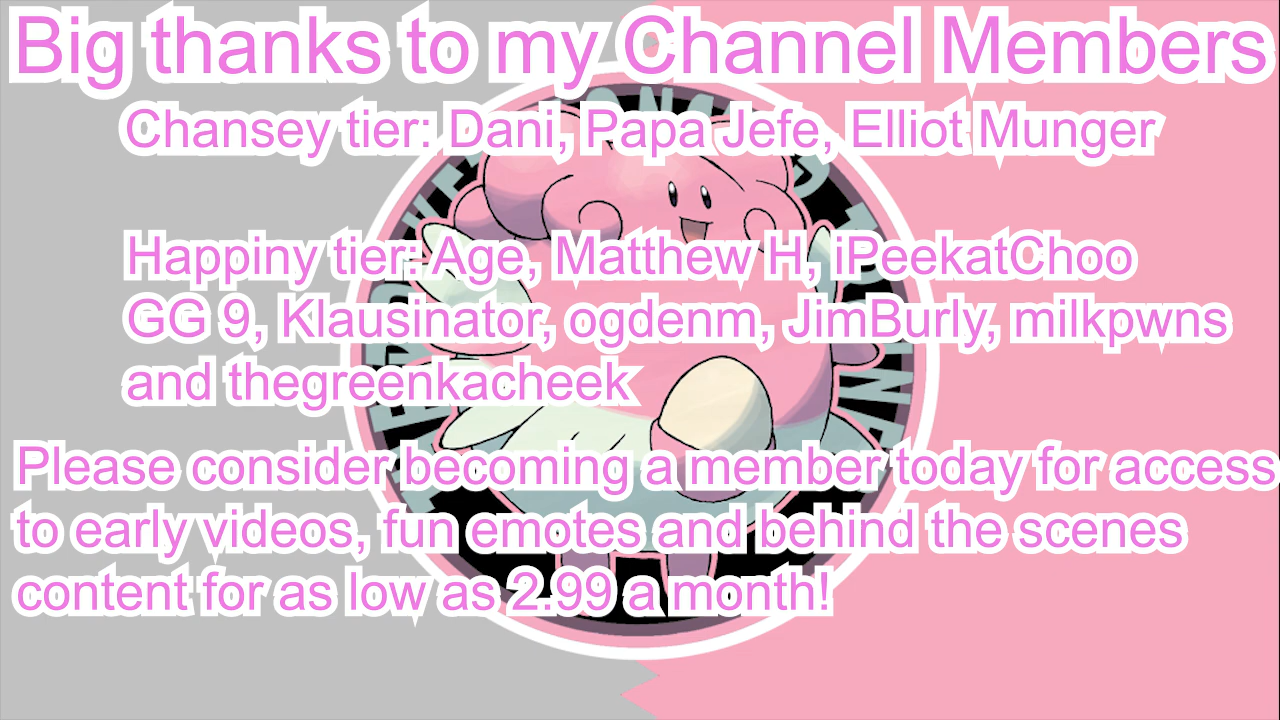 Big thanks to my Channel Members
Chansey tier: Dani, Papa Jefe, Elliot Munger
Happiny tier: Age, Matthew H, iPeekatChoo
GG 9, Klausinator, ogdenm, JimBurly, milkpwns
and thegreenkacheek
Please consider becoming a member today for access
to early videos, fun emotes and behind the scenes
content for as low as 2.99 a month!